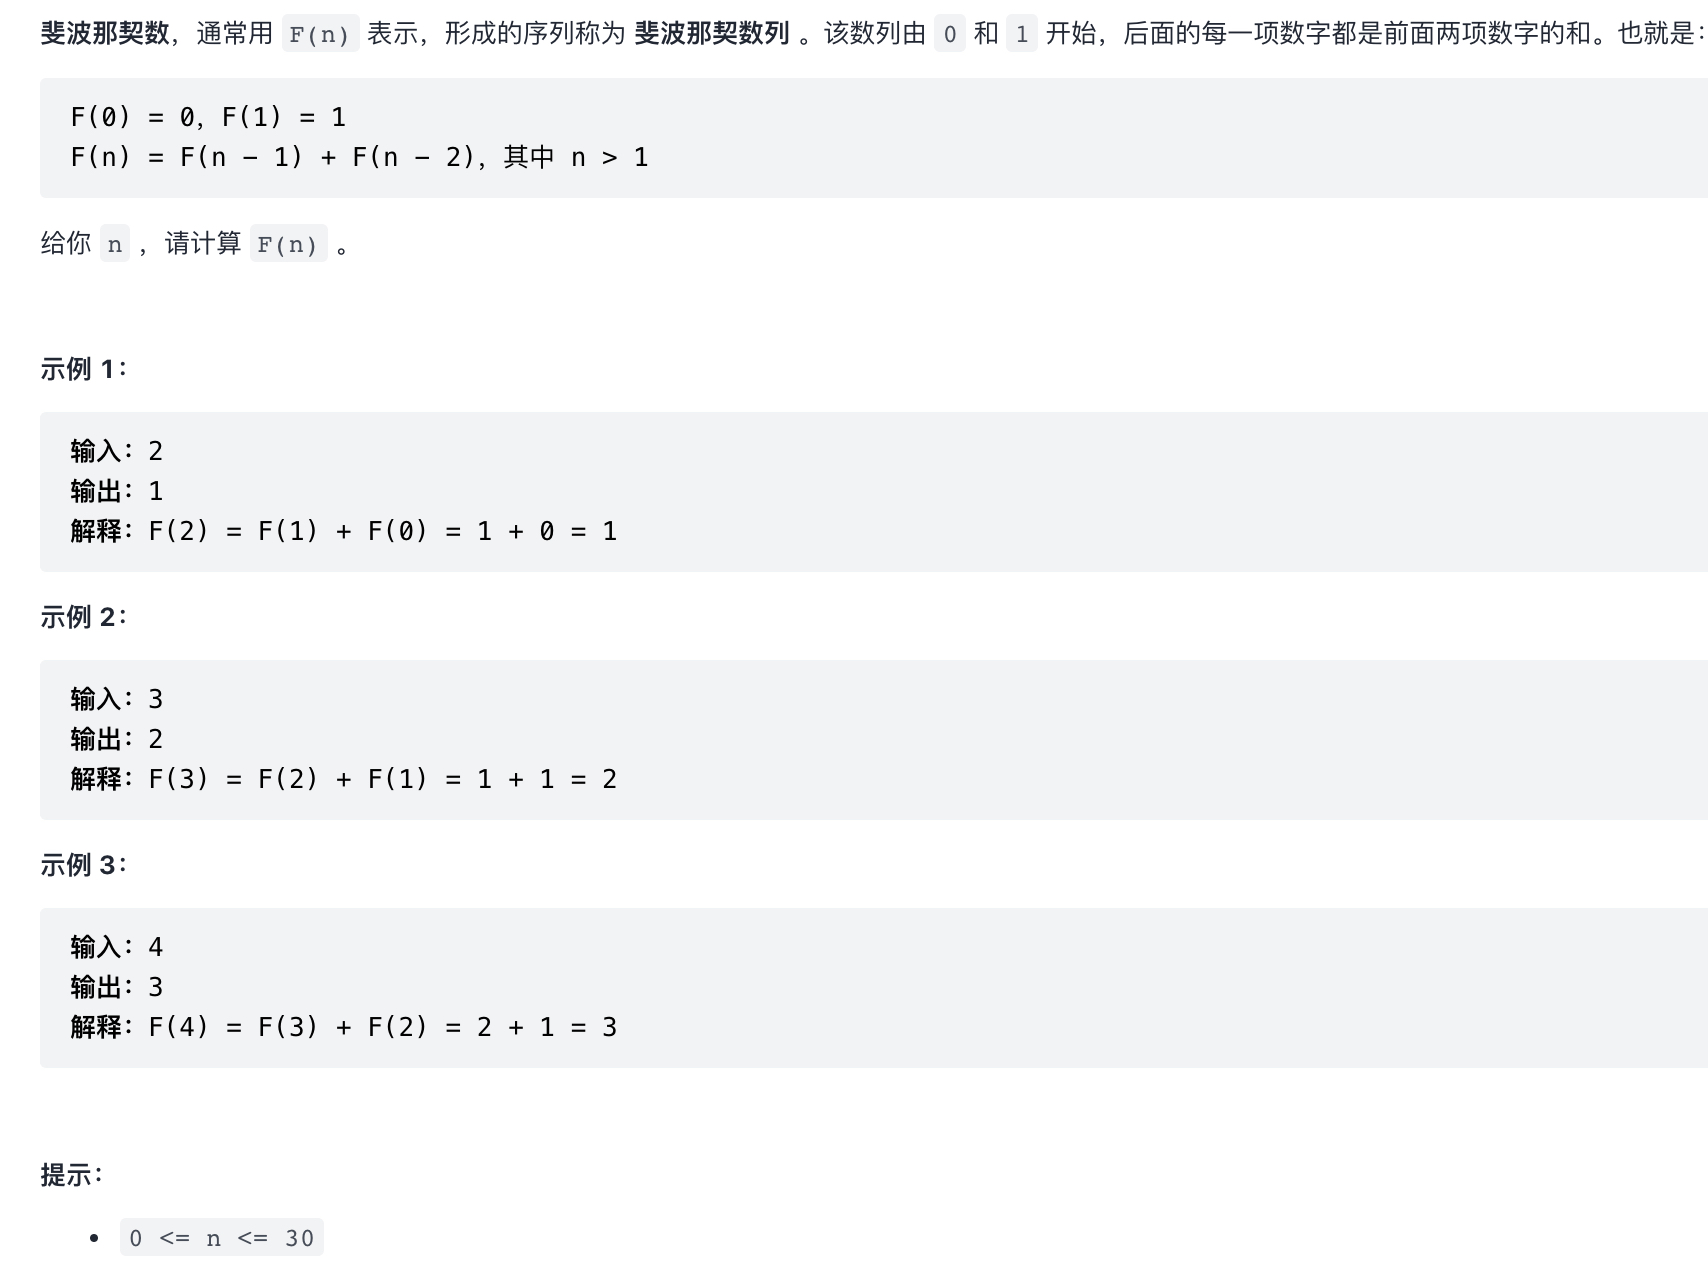 斐波那契数，通常用 F(n) 表示，形成的序列称为 斐波那契数列 。该数列由 0 和 1 开始，后面的每一项数字都是前面两项数字的和。也就是：
F(0) = 0，F(1) = 1
F(n) = F(n − 1) + F(n − 2)，其中 n > 1
给你 n ，请计算 F(n) 。
示例 1：
输入：2
输出：1
解释：F(2) = F(1) + F(0) = 1 + 0 = 1
示例 2：
输入：3
输出：2
解释：F(3) = F(2) + F(1) = 1 + 1 = 2
示例 3：
输入：4
输出：3
解释：F(4) = F(3) + F(2) = 2 + 1 = 3
提示：
• 0 <= n <= 30